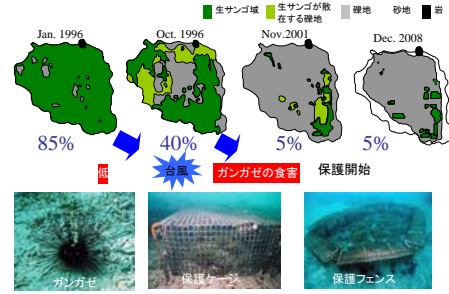 生サンゴ域 生サンゴが散在する礫地 礫地 砂地 岩
Jan. 1996 Oct. 1996 Nov.2001 Dec. 2008
85% 40% 5% 5%
低 台風 ガンガゼの食害 保護開始
ガンガゼ 保護ケージ 保護フェンス